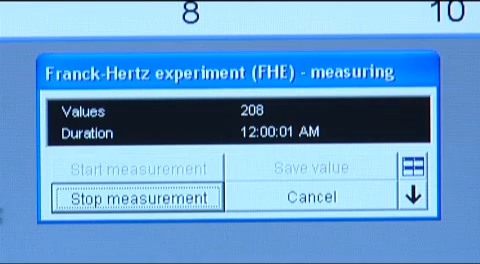 8 10
Franck-Hertz experiment (FHE) - measuring
Values 208
Duration 12:00:01 AM
Start measurement Save value
Stop measurement Cancel